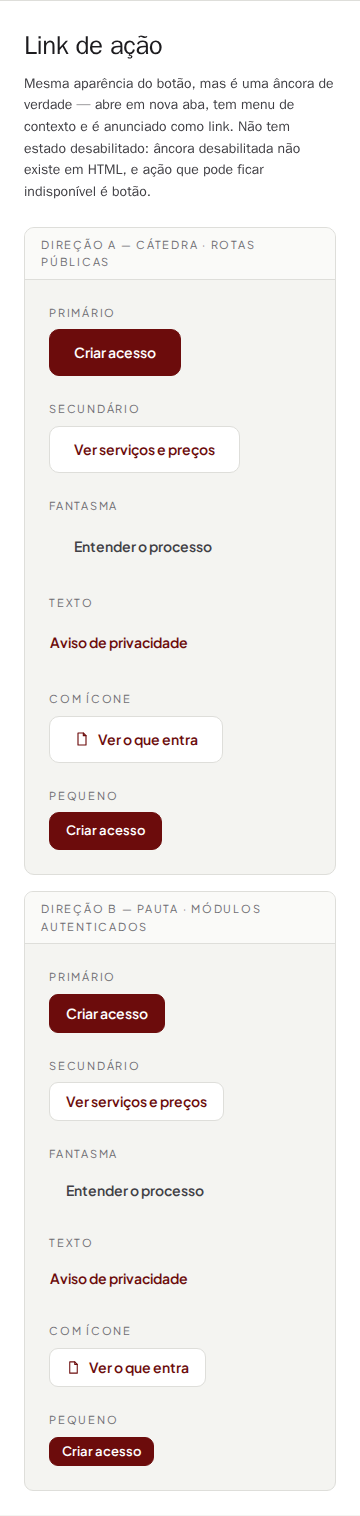 Link de ação
Mesma aparência do botão, mas é uma âncora de
verdade — abre em nova aba, tem menu de
contexto e é anunciado como link. Não tem
estado desabilitado: âncora desabilitada não
existe em HTML, e ação que pode ficar
indisponível é botão.
DIREÇÃO A — CÁTEDRA · ROTAS
PÚBLICAS
PRIMÁRIO
Criar acesso
SECUNDÁRIO
Ver serviços e preços
FANTASMA
Entender o processo
TEXTO
Aviso de privacidade
COM ÍCONE
Ver o que entra
PEQUENO
Criar acesso
DIREÇÃO B — PAUTA · MÓDULOS
AUTENTICADOS
PRIMÁRIO
Criar acesso
SECUNDÁRIO
Ver serviços e preços
FANTASMA
Entender o processo
TEXTO
Aviso de privacidade
COM ÍCONE
Ver o que entra
PEQUENO
Criar acesso